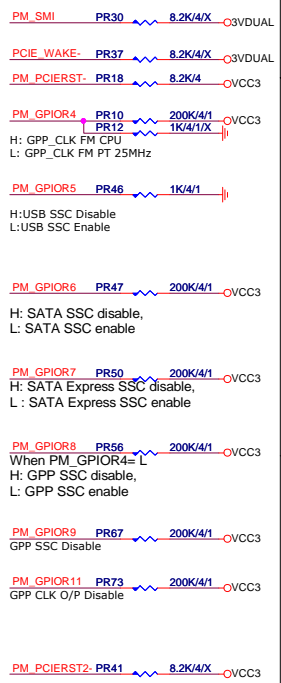 PM_SMI PR30 8.2K/4/X 3VDUAL
PCIE_WAKE- PR37 8.2K/4/X 3VDUAL
PM_PCIERST- PR18 8.2K/4 VCC3
PM_GPIOR4 PR10 200K/4/1 VCC3
PR12 1K/4/1/X
H: GPP_CLK FM CPU
L: GPP_CLK FM PT 25MHz
PM_GPIOR5 PR46 1K/4/1
H:USB SSC Disable
L:USB SSC Enable
PM_GPIOR6 PR47 200K/4/1 VCC3
H: SATA SSC disable,
L: SATA SSC enable
PM_GPIOR7 PR50 200K/4/1 VCC3
H: SATA Express SSC disable,
L : SATA Express SSC enable
PM_GPIOR8 PR56 200K/4/1 VCC3
When PM_GPIOR4= L
H: GPP SSC disable,
L: GPP SSC enable
PM_GPIOR9 PR67 200K/4/1 VCC3
GPP SSC Disable
PM_GPIOR11 PR73 200K/4/1 VCC3
GPP CLK O/P Disable
PM_PCIERST2- PR41 8.2K/4/X VCC3